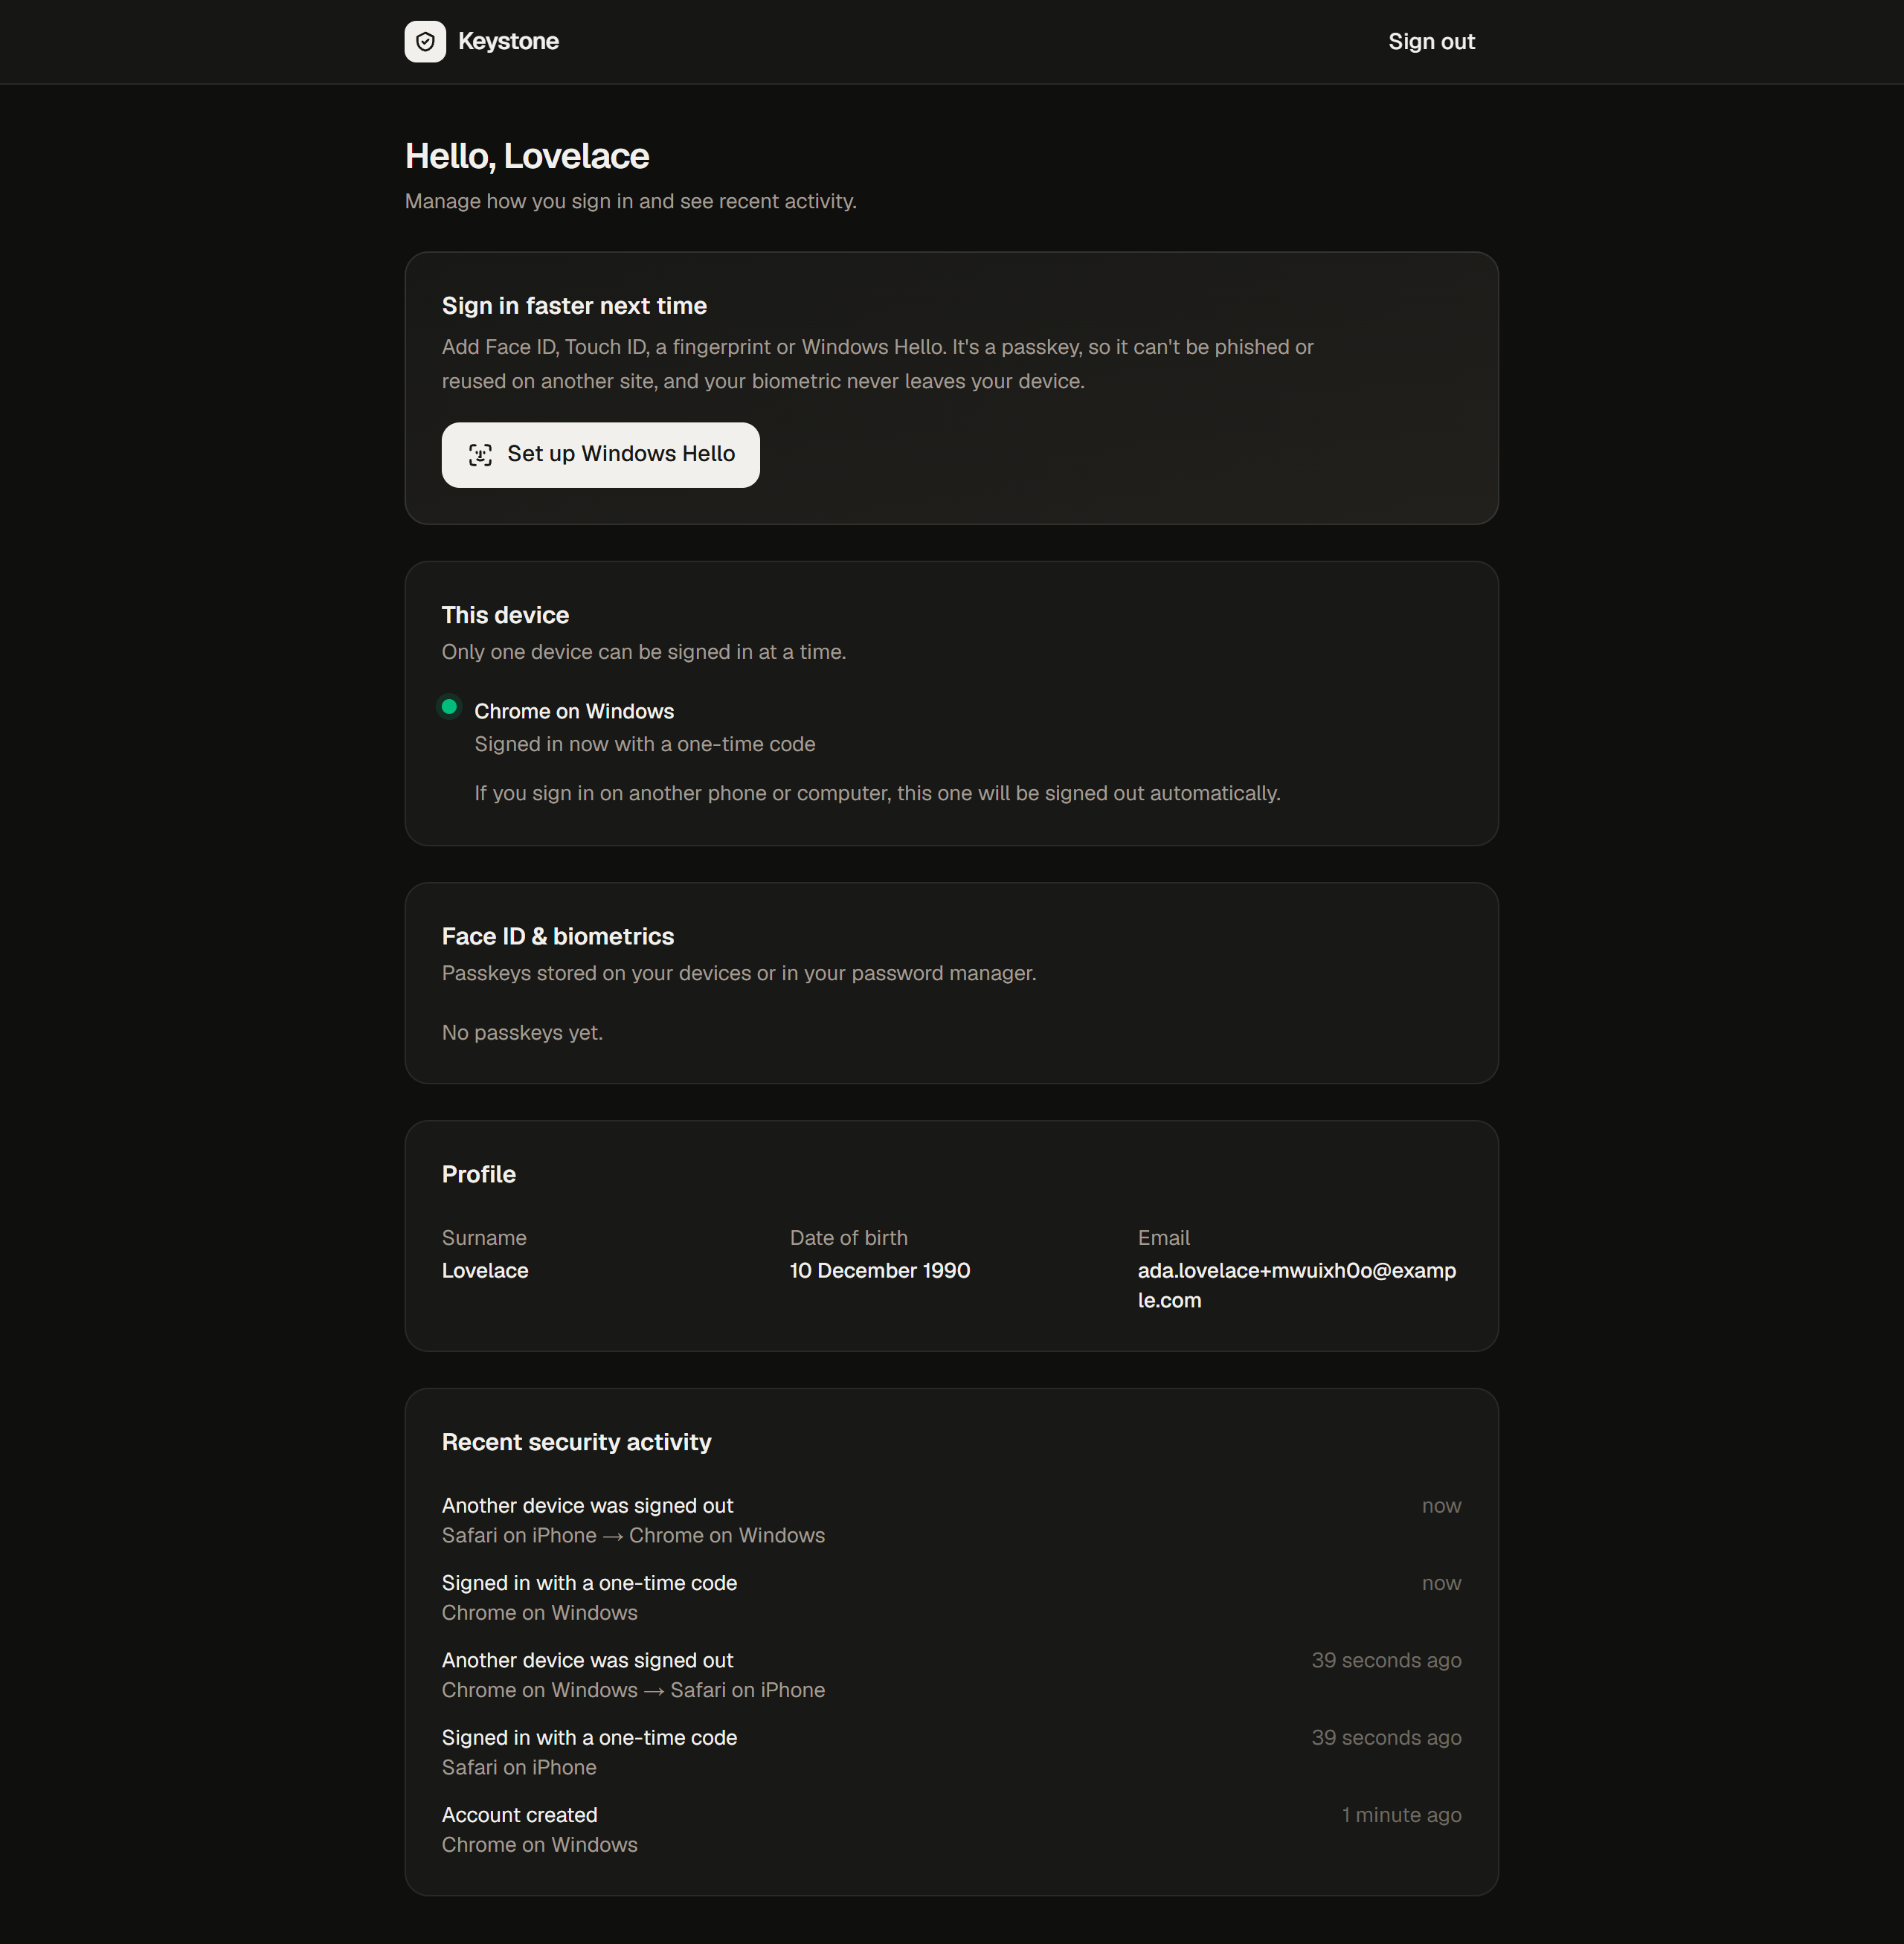 Keystone
Sign out
Hello, Lovelace
Manage how you sign in and see recent activity.
Sign in faster next time
Add Face ID, Touch ID, a fingerprint or Windows Hello. It's a passkey, so it can't be phished or
reused on another site, and your biometric never leaves your device.
Set up Windows Hello
This device
Only one device can be signed in at a time.
Chrome on Windows
Signed in now with a one-time code
If you sign in on another phone or computer, this one will be signed out automatically.
Face ID & biometrics
Passkeys stored on your devices or in your password manager.
No passkeys yet.
Profile
Surname
Lovelace
Date of birth
10 December 1990
Email
ada.lovelace+mwuixh0o@examp
le.com
Recent security activity
Another device was signed out
now
Safari on iPhone → Chrome on Windows
Signed in with a one-time code
now
Chrome on Windows
Another device was signed out
39 seconds ago
Chrome on Windows → Safari on iPhone
Signed in with a one-time code
39 seconds ago
Safari on iPhone
Account created
1 minute ago
Chrome on Windows